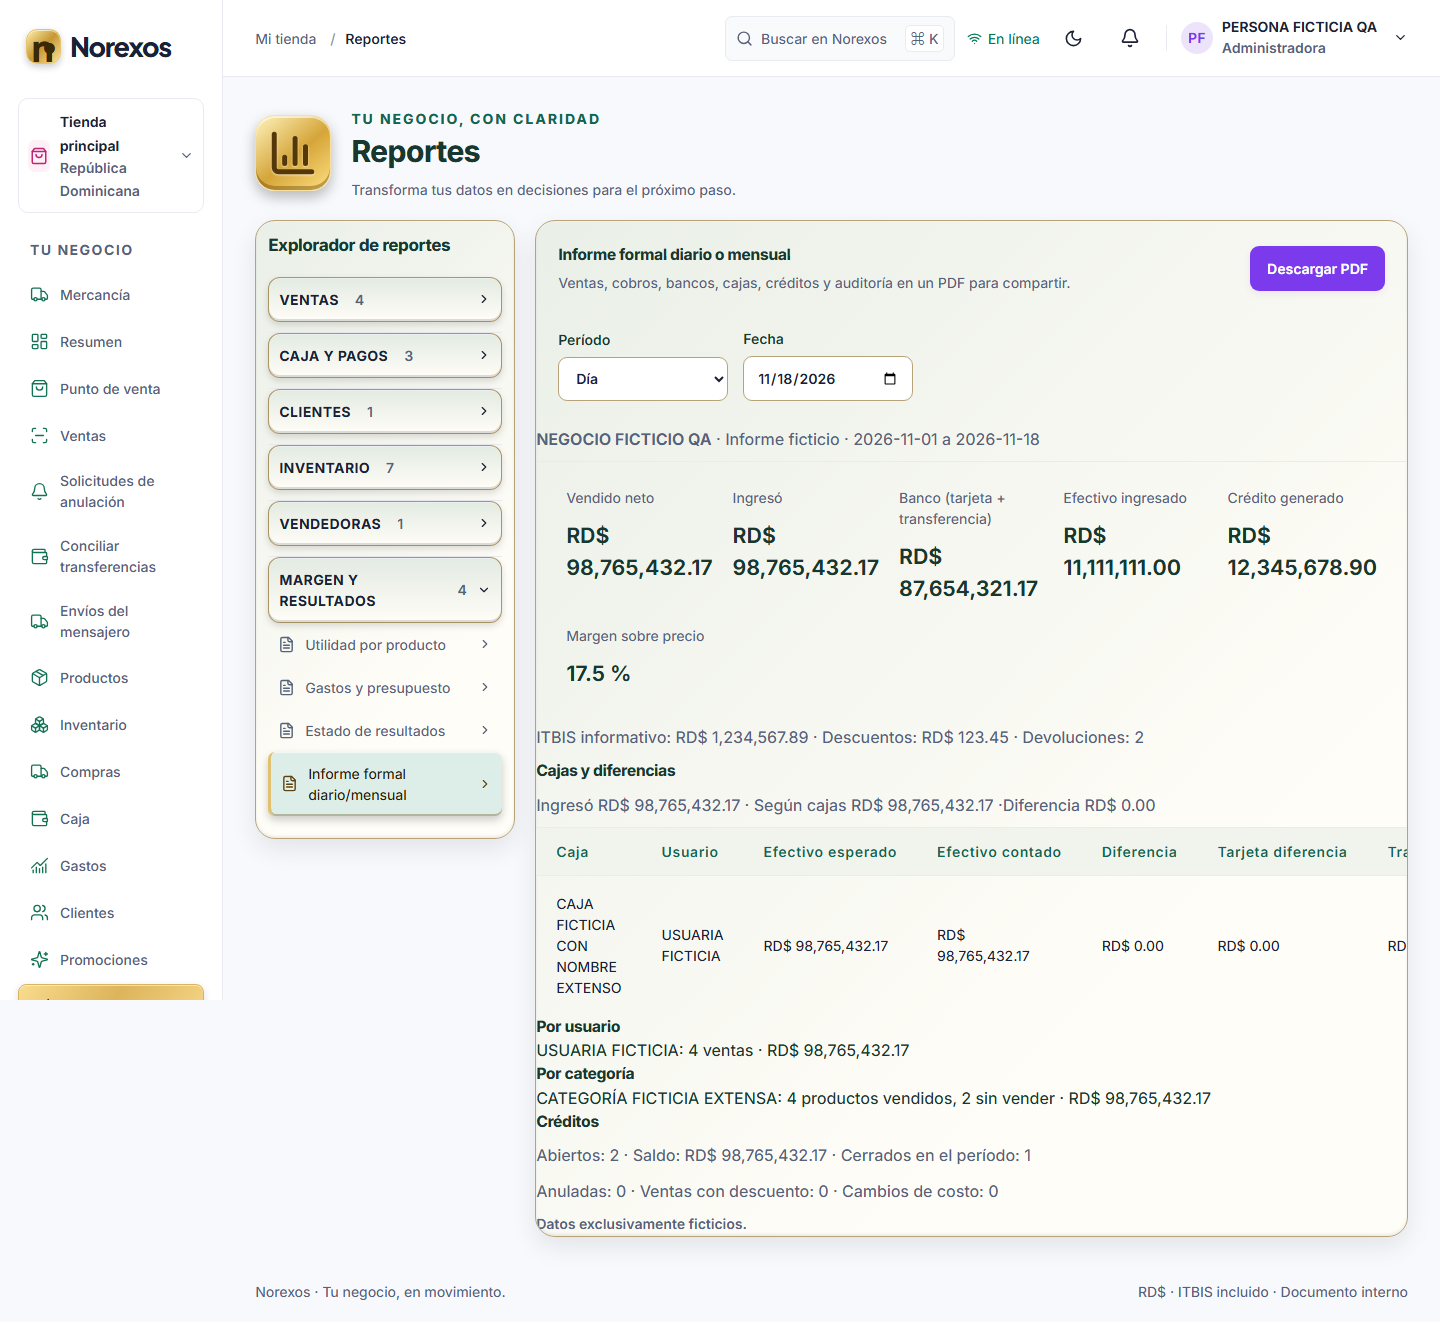 Norexos
Mi tienda / Reportes
Buscar en Norexos ⌘ K
En línea
PF
PERSONA FICTICIA QA
Administradora
Tienda
principal
República
Dominicana
TU NEGOCIO
Mercancía
Resumen
Punto de venta
Ventas
Solicitudes de
anulación
Conciliar
transferencias
Envíos del
mensajero
Productos
Inventario
Compras
Caja
Gastos
Clientes
Promociones
TU NEGOCIO, CON CLARIDAD
Reportes
Transforma tus datos en decisiones para el próximo paso.
Explorador de reportes
VENTAS 4
CAJA Y PAGOS 3
CLIENTES 1
INVENTARIO 7
VENDEDORAS 1
MARGEN Y
RESULTADOS 4
Utilidad por producto
Gastos y presupuesto
Estado de resultados
Informe formal
diario/mensual
Informe formal diario o mensual
Ventas, cobros, bancos, cajas, créditos y auditoría en un PDF para compartir.
Descargar PDF
Período
Día
Fecha
11/18/2026
NEGOCIO FICTICIO QA · Informe ficticio · 2026-11-01 a 2026-11-18
Vendido neto
RD$
98,765,432.17
Ingresó
RD$
98,765,432.17
Banco (tarjeta +
transferencia)
RD$
87,654,321.17
Efectivo ingresado
RD$
11,111,111.00
Crédito generado
RD$
12,345,678.90
Margen sobre precio
17.5 %
ITBIS informativo: RD$ 1,234,567.89 · Descuentos: RD$ 123.45 · Devoluciones: 2
Cajas y diferencias
Ingresó RD$ 98,765,432.17 · Según cajas RD$ 98,765,432.17 ·Diferencia RD$ 0.00
Caja Usuario Efectivo esperado Efectivo contado Diferencia Tarjeta diferencia Tra
CAJA
FICTICIA
CON
NOMBRE
EXTENSO
USUARIA
FICTICIA
RD$ 98,765,432.17
RD$
98,765,432.17
RD$ 0.00
RD$ 0.00
RD
Por usuario
USUARIA FICTICIA: 4 ventas · RD$ 98,765,432.17
Por categoría
CATEGORÍA FICTICIA EXTENSA: 4 productos vendidos, 2 sin vender · RD$ 98,765,432.17
Créditos
Abiertos: 2 · Saldo: RD$ 98,765,432.17 · Cerrados en el período: 1
Anuladas: 0 · Ventas con descuento: 0 · Cambios de costo: 0
Datos exclusivamente ficticios.
Norexos · Tu negocio, en movimiento.
RD$ · ITBIS incluido · Documento interno